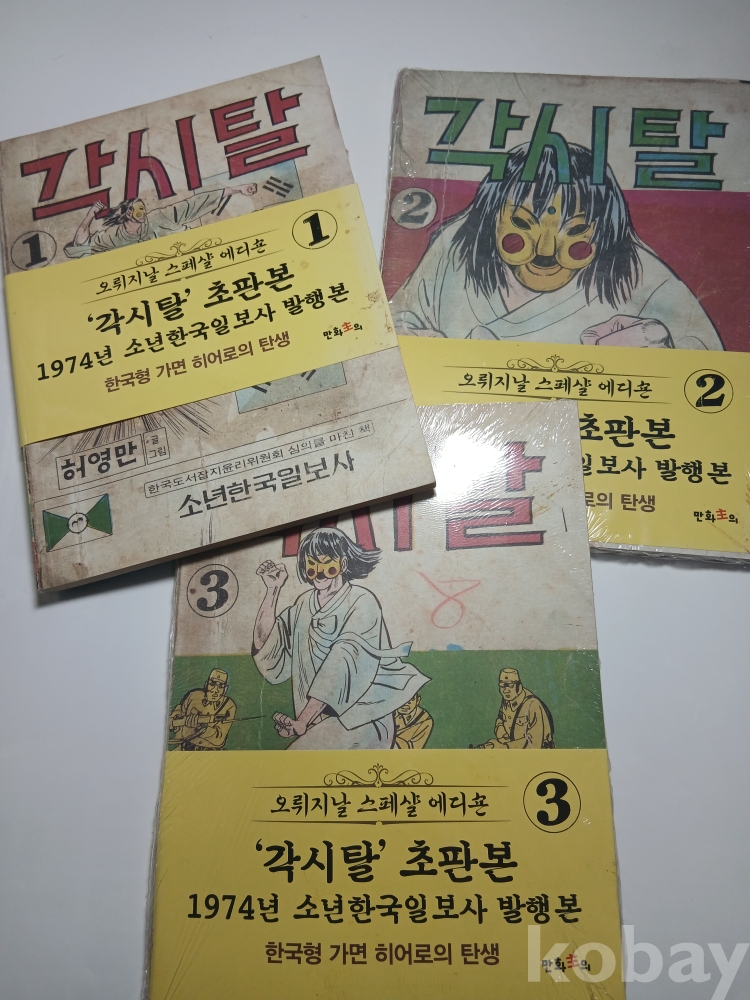 각시탈
1
1
오뤼지날 스페샬 에디숀
‘각시탈’ 초판본
1974년 소년한국일보사 발행본
한국형 가면 히어로의 탄생
만화主의
허영만
·글
그림
한국도서잡지윤리위원회 심의를 마친 책
소년한국일보사
각시탈
2
오뤼지날 스페샬 에디숀
2
초판본
일보사 발행본
로의 탄생
만화主의
탈
3
오뤼지날 스페샬 에디숀
3
‘각시탈’ 초판본
1974년 소년한국일보사 발행본
한국형 가면 히어로의 탄생
만화主의
kobay